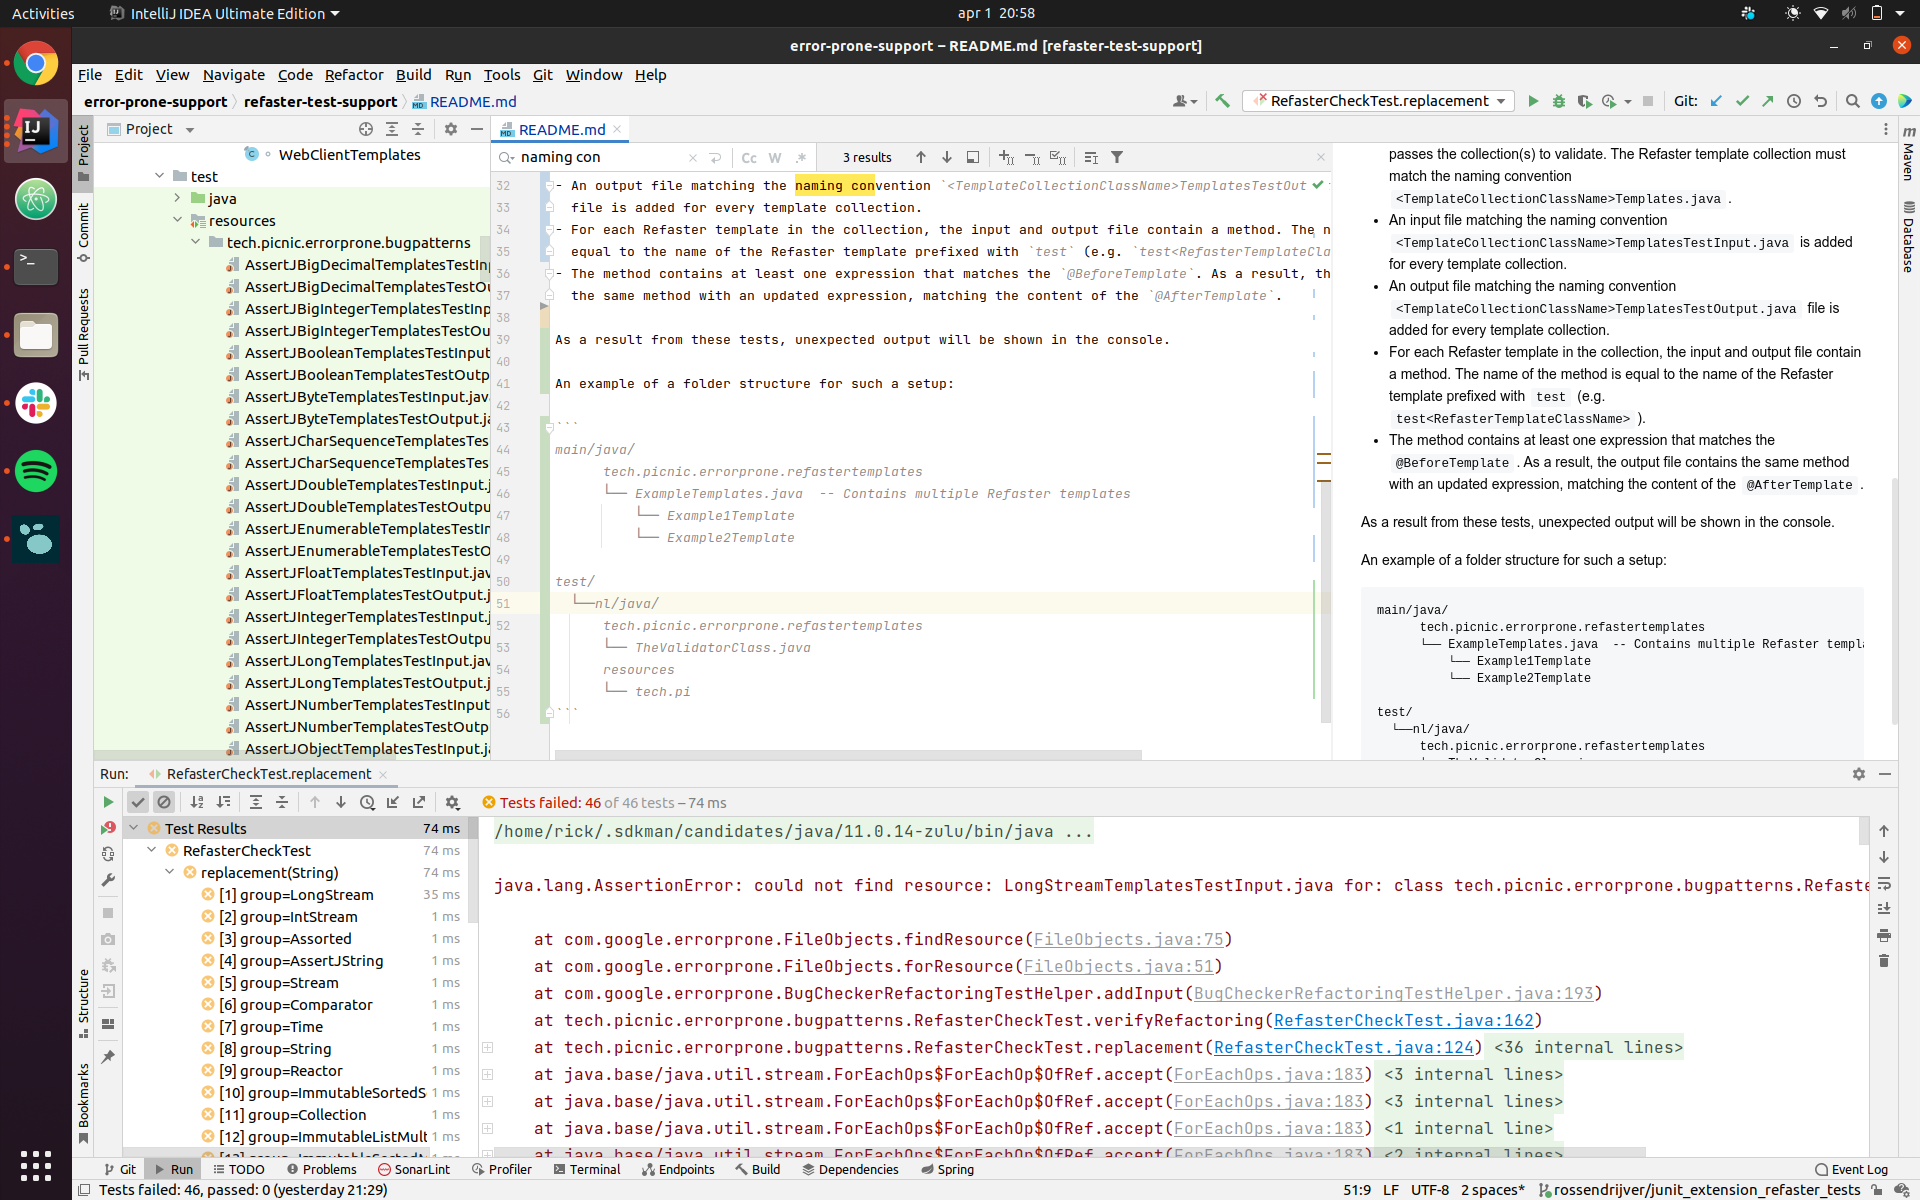 Activities
IntelliJ IDEA Ultimate Edition
apr 1 20:58
error-prone-support – README.md [refaster-test-support]
File Edit View Navigate Code Refactor Build Run Tools Git Window Help
error-prone-support
refaster-test-support
README.md
RefasterCheckTest.replacement
Git:
Project
README.md
naming con
Cc W .*
3 results
Project
Commit
Pull Requests
Structure
Bookmarks
Maven
Database
WebClientTemplates
test
java
resources
tech.picnic.errorprone.bugpatterns
AssertJBigDecimalTemplatesTestInp
AssertJBigDecimalTemplatesTestOu
AssertJBigIntegerTemplatesTestInp
AssertJBigIntegerTemplatesTestOu
AssertJBooleanTemplatesTestInput
AssertJBooleanTemplatesTestOutp
AssertJByteTemplatesTestInput.jav
AssertJByteTemplatesTestOutput.ja
AssertJCharSequenceTemplatesTes
AssertJCharSequenceTemplatesTes
AssertJDoubleTemplatesTestInput.j
AssertJDoubleTemplatesTestOutpu
AssertJEnumerableTemplatesTestIn
AssertJEnumerableTemplatesTestO
AssertJFloatTemplatesTestInput.jav
AssertJFloatTemplatesTestOutput.j
AssertJIntegerTemplatesTestInput.j
AssertJIntegerTemplatesTestOutpu
AssertJLongTemplatesTestInput.jav
AssertJLongTemplatesTestOutput.j
AssertJNumberTemplatesTestInput
AssertJNumberTemplatesTestOutp
AssertJObjectTemplatesTestInput.ja
32 - An output file matching the naming convention `<TemplateCollectionClassName>TemplatesTestOut
33 file is added for every template collection.
34 - For each Refaster template in the collection, the input and output file contain a method. The n
35 equal to the name of the Refaster template prefixed with `test` (e.g. `test<RefasterTemplateCla
36 - The method contains at least one expression that matches the `@BeforeTemplate`. As a result, th
37 the same method with an updated expression, matching the content of the `@AfterTemplate`.
38
39 As a result from these tests, unexpected output will be shown in the console.
40
41 An example of a folder structure for such a setup:
42
43 ```
44 main/java/
45 tech.picnic.errorprone.refastertemplates
46 └── ExampleTemplates.java -- Contains multiple Refaster templates
47 └── Example1Template
48 └── Example2Template
49
50 test/
51 └──nl/java/
52 tech.picnic.errorprone.refastertemplates
53 └── TheValidatorClass.java
54 resources
55 └── tech.pi
56 ```
passes the collection(s) to validate. The Refaster template collection must
match the naming convention
<TemplateCollectionClassName>Templates.java .
• An input file matching the naming convention
<TemplateCollectionClassName>TemplatesTestInput.java is added
for every template collection.
• An output file matching the naming convention
<TemplateCollectionClassName>TemplatesTestOutput.java file is
added for every template collection.
• For each Refaster template in the collection, the input and output file contain
a method. The name of the method is equal to the name of the Refaster
template prefixed with test (e.g.
test<RefasterTemplateClassName> ).
• The method contains at least one expression that matches the
@BeforeTemplate . As a result, the output file contains the same method
with an updated expression, matching the content of the @AfterTemplate .
As a result from these tests, unexpected output will be shown in the console.
An example of a folder structure for such a setup:
main/java/
tech.picnic.errorprone.refastertemplates
└── ExampleTemplates.java -- Contains multiple Refaster templa
└── Example1Template
└── Example2Template
test/
└──nl/java/
tech.picnic.errorprone.refastertemplates
Run:
RefasterCheckTest.replacement
Tests failed: 46 of 46 tests – 74 ms
Test Results 74 ms
RefasterCheckTest 74 ms
replacement(String) 74 ms
[1] group=LongStream 35 ms
[2] group=IntStream 1 ms
[3] group=Assorted 1 ms
[4] group=AssertJString 1 ms
[5] group=Stream 1 ms
[6] group=Comparator 1 ms
[7] group=Time 1 ms
[8] group=String 1 ms
[9] group=Reactor 1 ms
[10] group=ImmutableSortedS 1 ms
[11] group=Collection 1 ms
[12] group=ImmutableListMult 1 ms
/home/rick/.sdkman/candidates/java/11.0.14-zulu/bin/java ...
java.lang.AssertionError: could not find resource: LongStreamTemplatesTestInput.java for: class tech.picnic.errorprone.bugpatterns.Refaste
at com.google.errorprone.FileObjects.findResource(FileObjects.java:75)
at com.google.errorprone.FileObjects.forResource(FileObjects.java:51)
at com.google.errorprone.BugCheckerRefactoringTestHelper.addInput(BugCheckerRefactoringTestHelper.java:193)
at tech.picnic.errorprone.bugpatterns.RefasterCheckTest.verifyRefactoring(RefasterCheckTest.java:162)
at tech.picnic.errorprone.bugpatterns.RefasterCheckTest.replacement(RefasterCheckTest.java:124) <36 internal lines>
at java.base/java.util.stream.ForEachOps$ForEachOp$OfRef.accept(ForEachOps.java:183) <3 internal lines>
at java.base/java.util.stream.ForEachOps$ForEachOp$OfRef.accept(ForEachOps.java:183) <3 internal lines>
at java.base/java.util.stream.ForEachOps$ForEachOp$OfRef.accept(ForEachOps.java:183) <1 internal line>
at java.base/java.util.stream.ForEachOps$ForEachOp$OfRef.accept(ForEachOps.java:183) <2 internal lines>
Git Run TODO Problems SonarLint Profiler Terminal Endpoints Build Dependencies Spring
Event Log
Tests failed: 46, passed: 0 (yesterday 21:29)
51:9 LF UTF-8 2 spaces* rossendrijver/junit_extension_refaster_tests